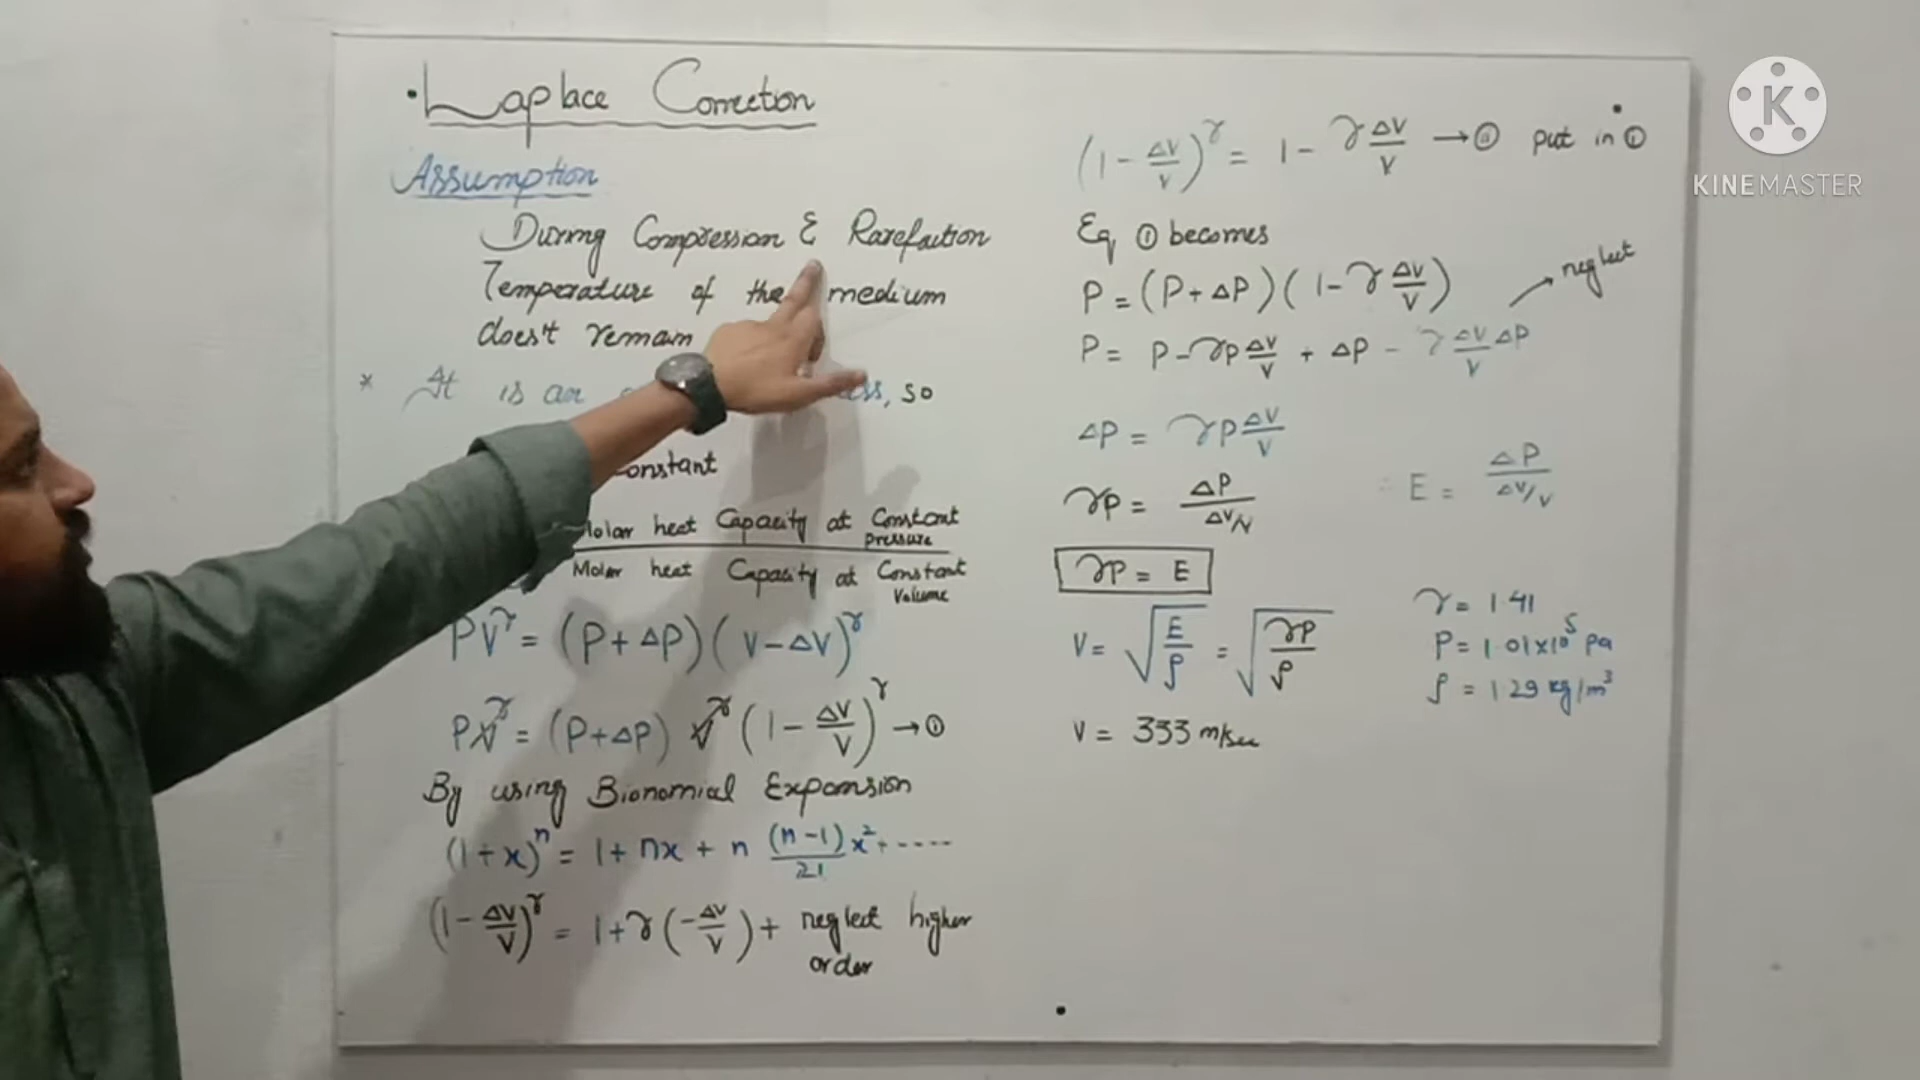 Laplace Correction
Assumption
During Compression & Rarefaction
Temperature of the medium
does't remain
* It is an so
Constant
Molar heat Capacity at Constant pressure
Molar heat Capacity at Constant Volume
PV^γ = (P+ΔP)(V-ΔV)^γ
PV^γ = (P+ΔP) V^γ (1-ΔV/V)^γ → ①
By using Bionomial Expansion
(1+x)^n = 1+nx+n (n-1)/2! x²+-----
(1-ΔV/V)^γ = 1+γ(-ΔV/V)+ neglect higher
order
(1-ΔV/V)^γ = 1-γ ΔV/V → ⓐ put in ①
Eq ① becomes
P = (P+ΔP)(1-γ ΔV/V)
neglect
P = P-γP ΔV/V + ΔP - γ ΔV/V ΔP
ΔP = γP ΔV/V
γP = ΔP/ΔV/V
∴ E = ΔP/ΔV/V
γP = E
V = √E/ρ = √γP/ρ
γ = 1.41
P = 1.01x10^5 pa
ρ = 1.29 kg/m³
V = 333 m/sec
K
KINEMASTER